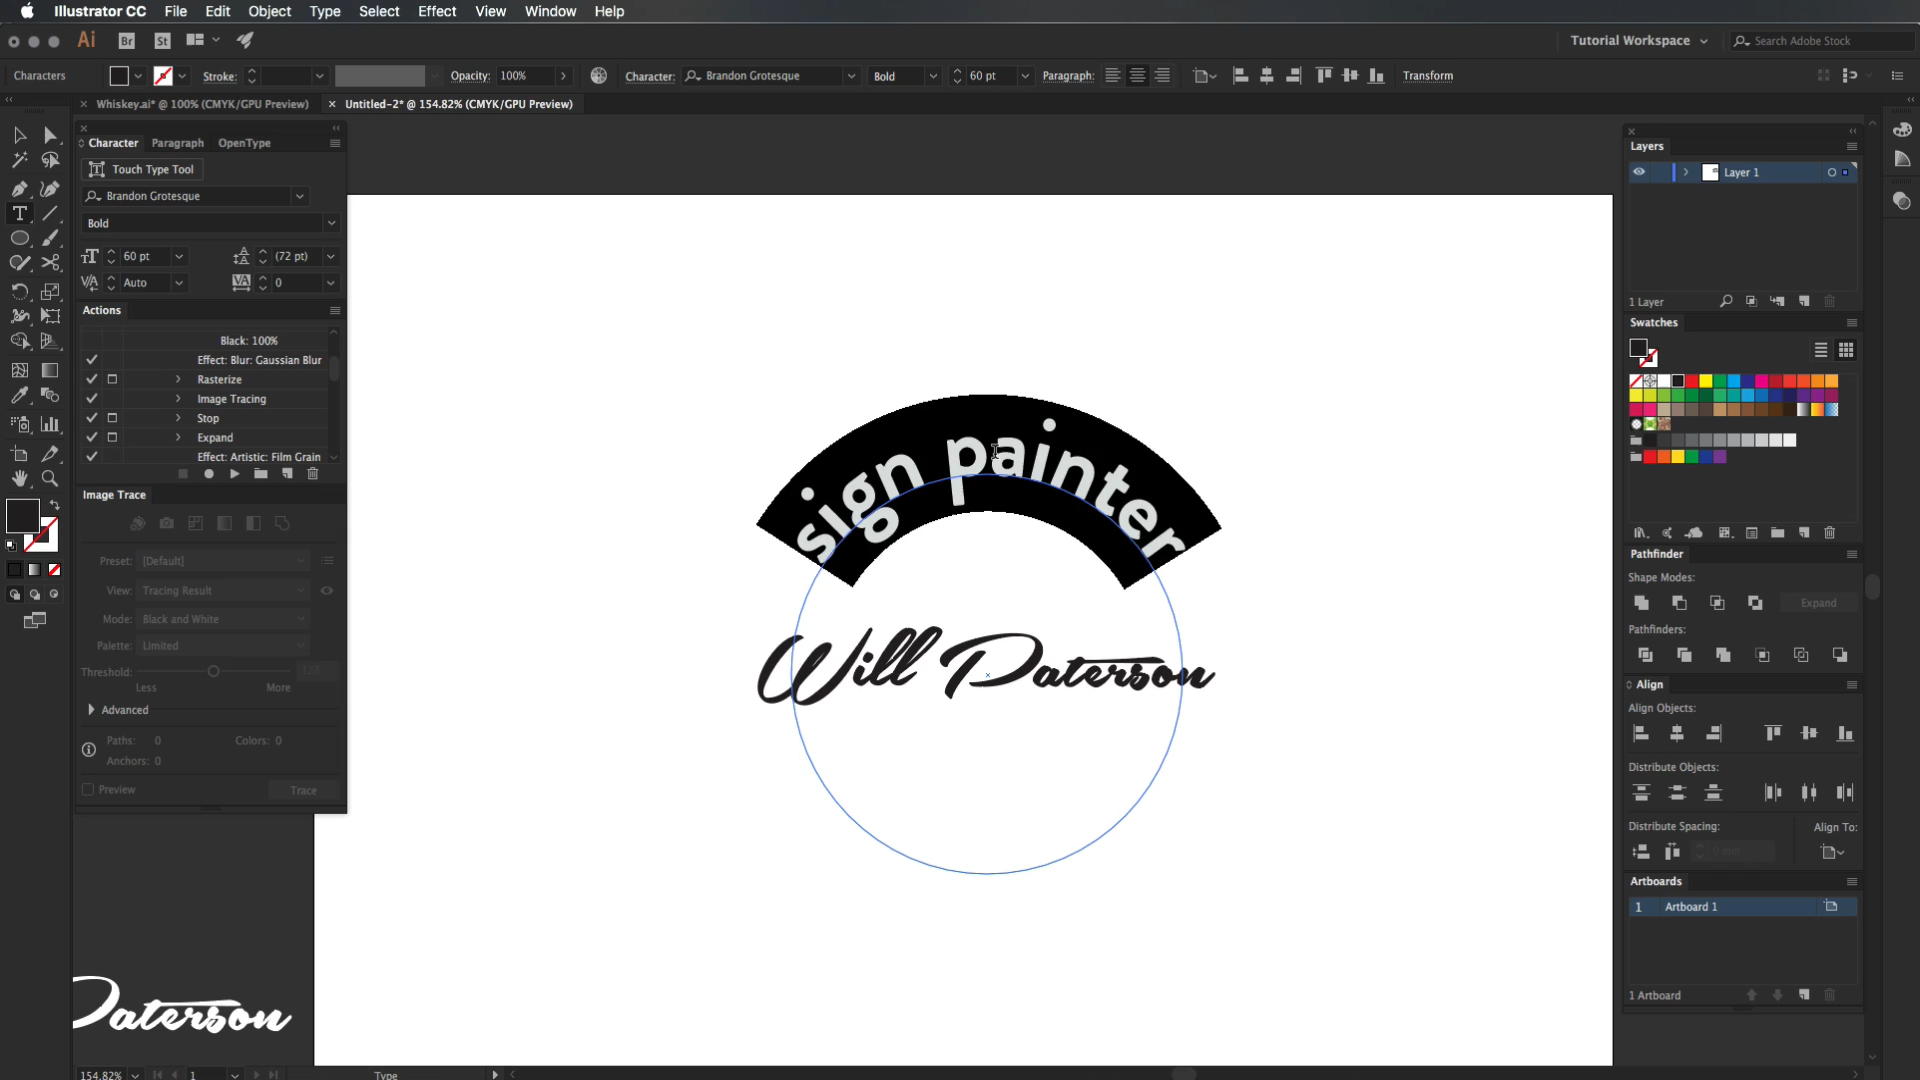 Illustrator CC File Edit Object Type Select Effect View Window Help
Ai Br St Tutorial Workspace Search Adobe Stock
Characters Stroke: Opacity: 100% Character: Brandon Grotesque Bold 60 pt Paragraph: Transform
Whiskey.ai* @ 100% (CMYK/GPU Preview) Untitled-2* @ 154.82% (CMYK/GPU Preview)
Character Paragraph OpenType
Touch Type Tool
Brandon Grotesque
Bold
60 pt (72 pt)
Auto 0
Actions
Black: 100%
Effect: Blur: Gaussian Blur
Rasterize
Image Tracing
Stop
Expand
Effect: Artistic: Film Grain
Image Trace
Preset: [Default]
View: Tracing Result
Mode: Black and White
Palette: Limited
Threshold: 128
Less More
Advanced
Paths: 0 Colors: 0
Anchors: 0
Preview Trace
sign painter
Will Paterson
Paterson
Layers
Layer 1
1 Layer
Swatches
Pathfinder
Shape Modes:
Expand
Pathfinders:
Align
Align Objects:
Distribute Objects:
Distribute Spacing: Align To:
0 mm
Artboards
1 Artboard 1
1 Artboard
154.82% 1 Type